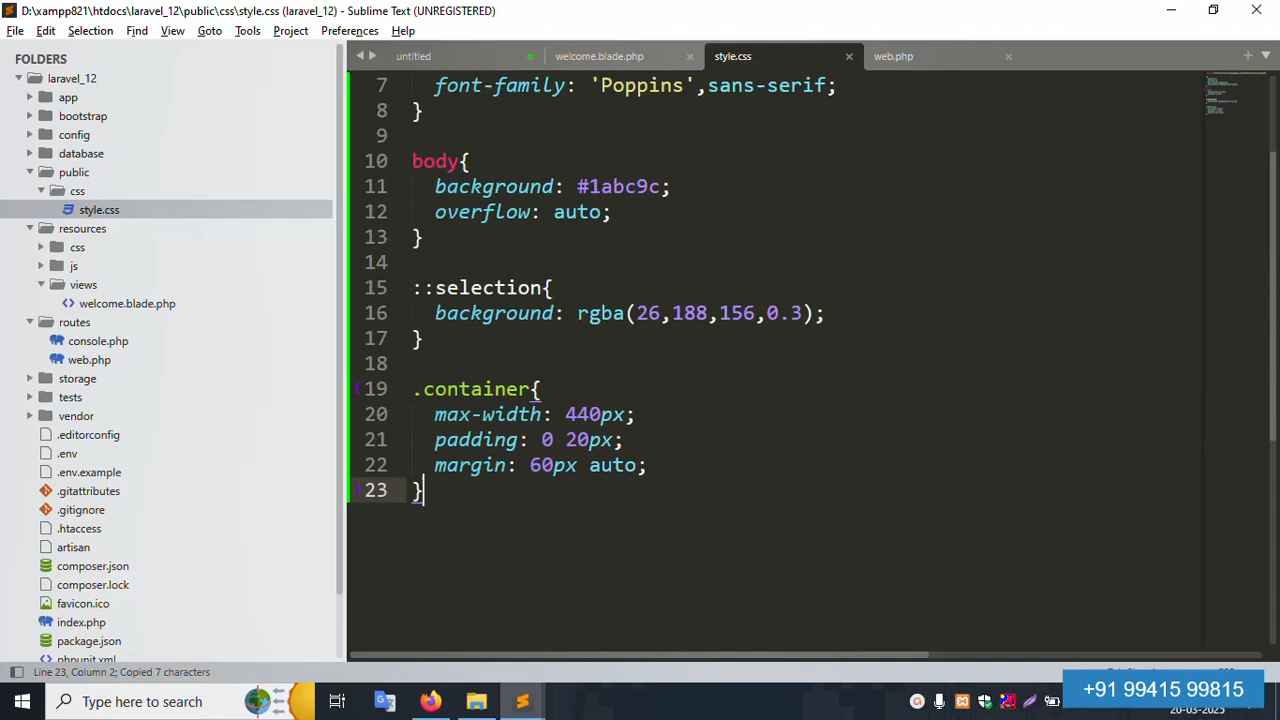 D:\xampp821\htdocs\laravel_12\public\css\style.css (laravel_12) - Sublime Text (UNREGISTERED)
File Edit Selection Find View Goto Tools Project Preferences Help
FOLDERS
laravel_12
app
bootstrap
config
database
public
css
style.css
resources
css
js
views
welcome.blade.php
routes
console.php
web.php
storage
tests
vendor
.editorconfig
.env
.env.example
.gitattributes
.gitignore
.htaccess
artisan
composer.json
composer.lock
favicon.ico
index.php
package.json
phpunit.xml
untitled welcome.blade.php style.css web.php
7 font-family: 'Poppins',sans-serif;
8 }
9
10 body{
11 background: #1abc9c;
12 overflow: auto;
13 }
14
15 ::selection{
16 background: rgba(26,188,156,0.3);
17 }
18
19 .container{
20 max-width: 440px;
21 padding: 0 20px;
22 margin: 60px auto;
23 }
Line 23, Column 2; Copied 7 characters
+91 99415 99815
Type here to search
20-03-2025